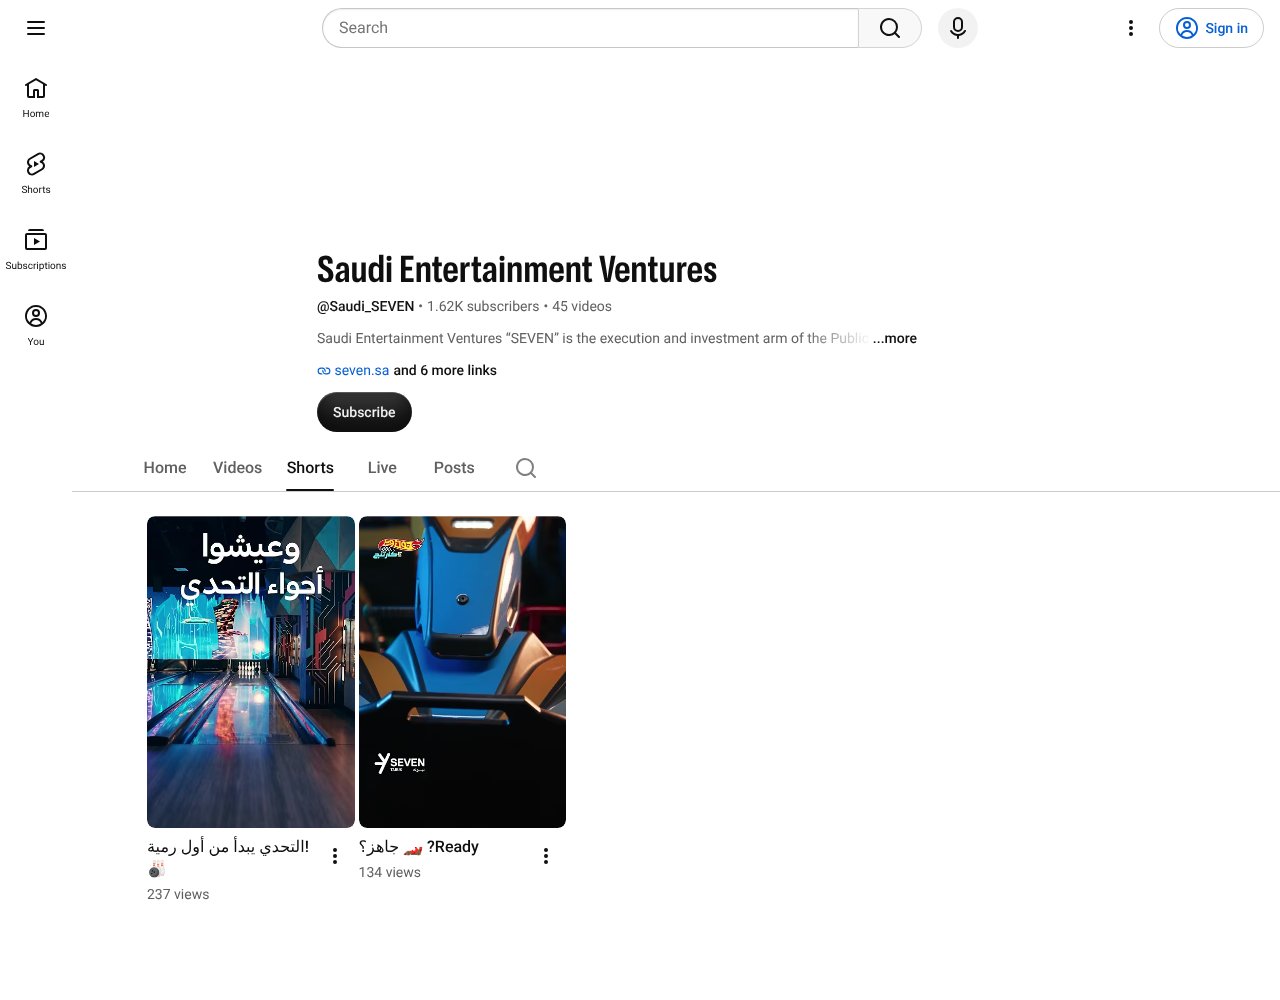 Search
Sign in
Home
Shorts
Subscriptions
You
Saudi Entertainment Ventures
@Saudi_SEVEN • 1.62K subscribers • 45 videos
Saudi Entertainment Ventures “SEVEN” is the execution and investment arm of the Public ...more
seven.sa and 6 more links
Subscribe
Home
Videos
Shorts
Live
Posts
وعيشوا
أجواء التحدي
SEVEN
التحدي يبدأ من أول رمية!
🎳
237 views
جاهز؟ 🏎️ ?Ready
134 views